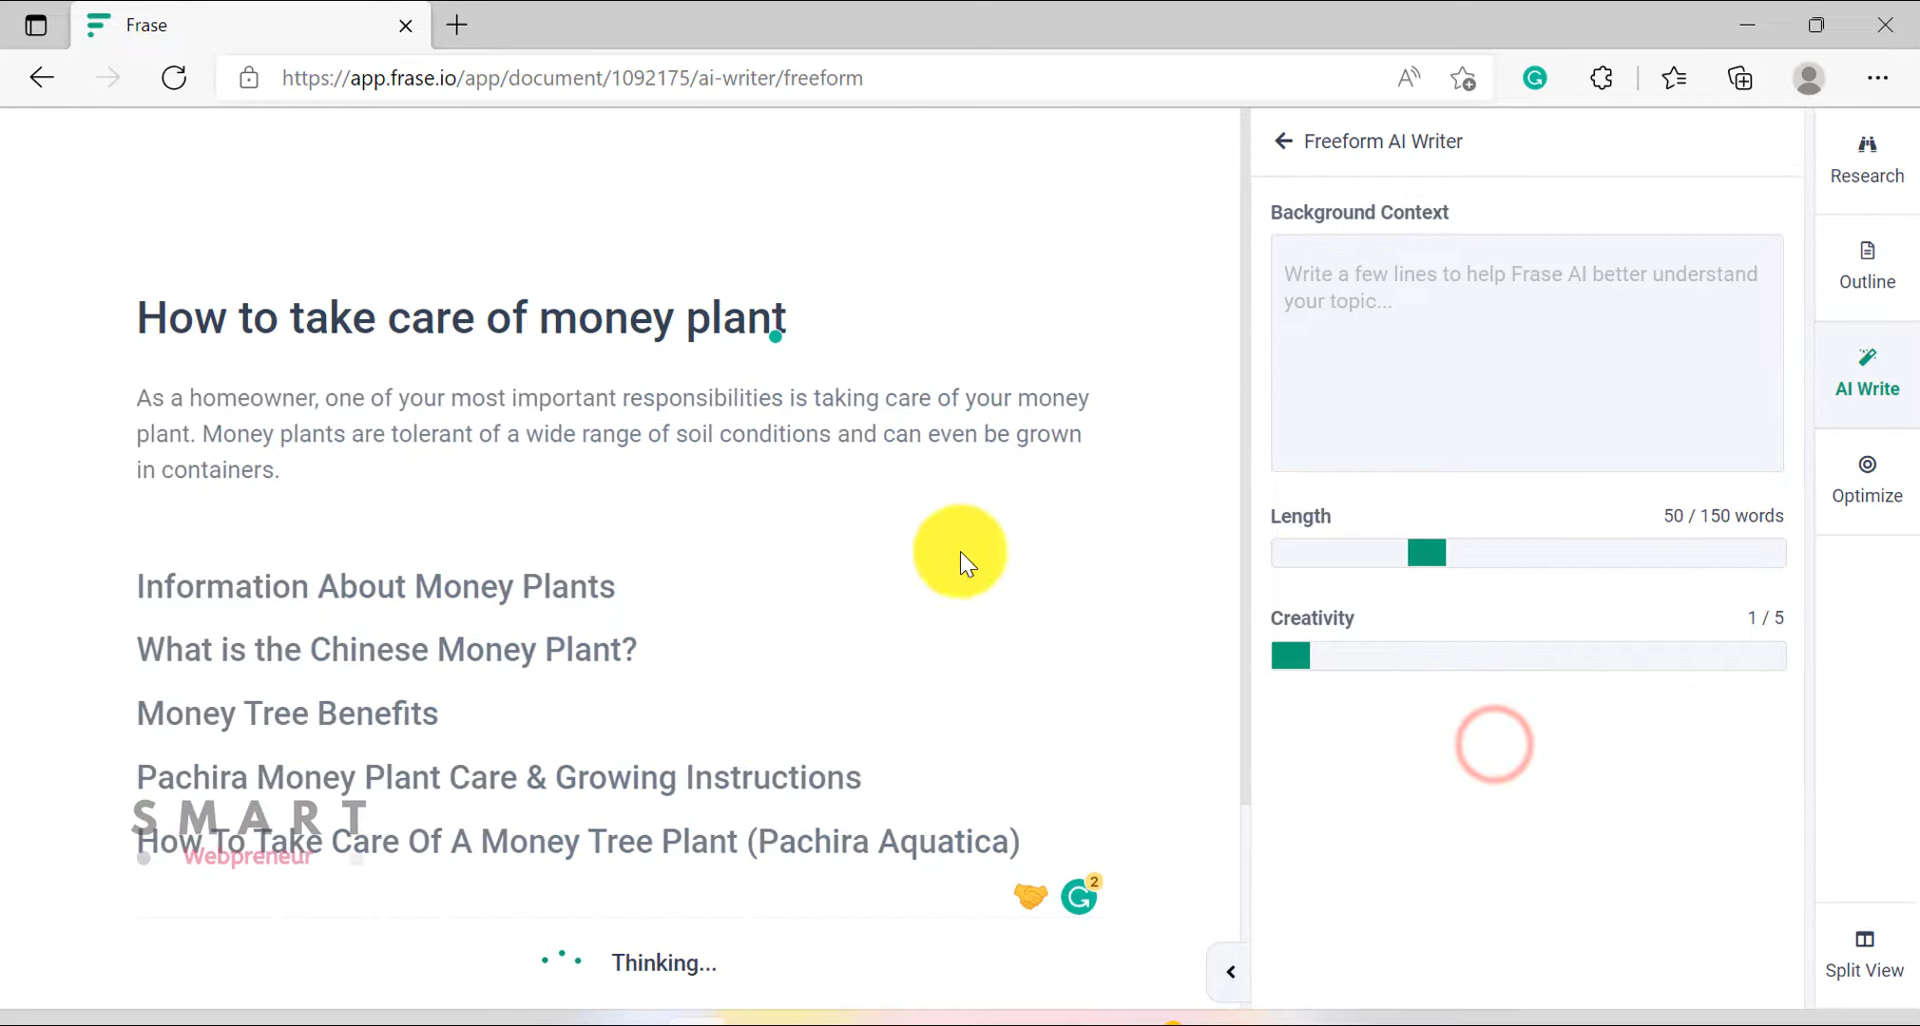 Frase
https://app.frase.io/app/document/1092175/ai-writer/freeform
Freeform AI Writer
Background Context
Write a few lines to help Frase AI better understand
your topic...
Length
50 / 150 words
Creativity
1 / 5
Research
Outline
AI Write
Optimize
Split View
How to take care of money plant
As a homeowner, one of your most important responsibilities is taking care of your money
plant. Money plants are tolerant of a wide range of soil conditions and can even be grown
in containers.
Information About Money Plants
What is the Chinese Money Plant?
Money Tree Benefits
Pachira Money Plant Care & Growing Instructions
SMART
How To Take Care Of A Money Tree Plant (Pachira Aquatica)
Webpreneur
2
Thinking...